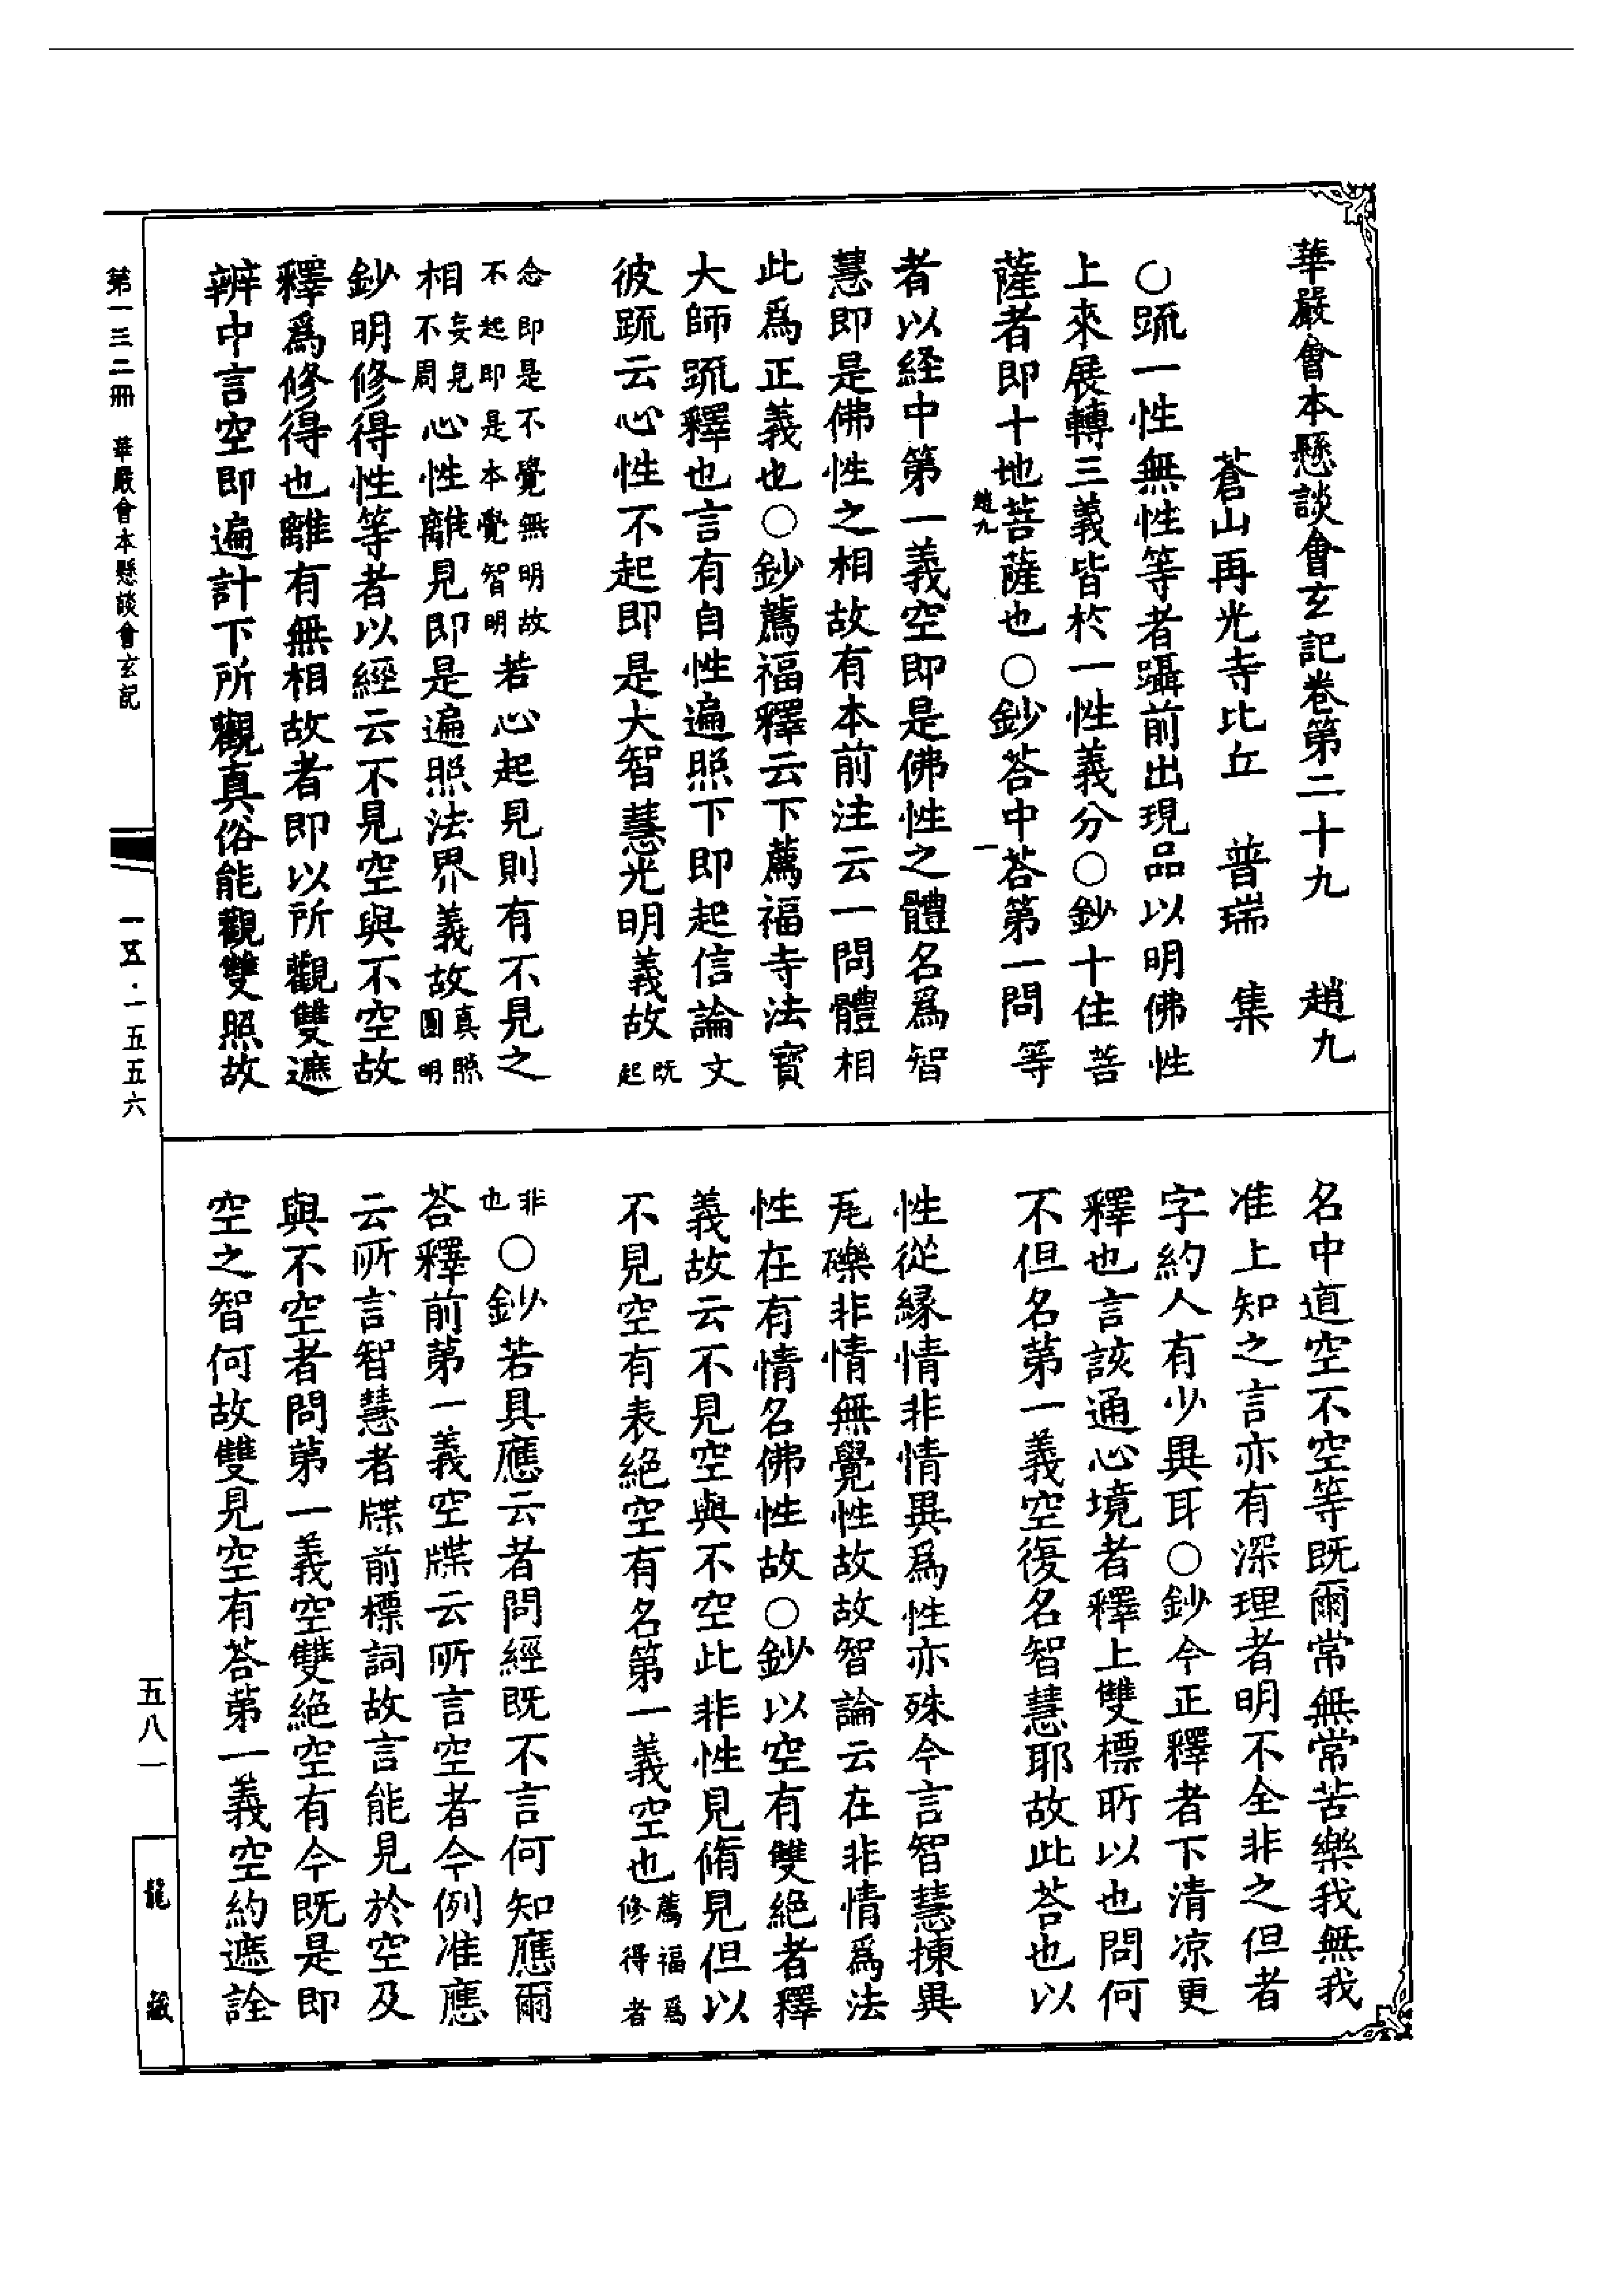 華嚴會本懸談會玄記卷第二十九　趙九
蒼山再光寺比丘　普瑞　集
○䟽一性無性等者躡前出現品以明佛性
上來展轉三義皆於一性義分○鈔十住菩
薩者即十地菩薩也○鈔荅中荅第一問等
趙九　一
者以経中第一義空即是佛性之體名爲智
慧即是佛性之相故有本前注云一問體相
此爲正義也○鈔薦福釋云下薦福寺法寳
大師䟽釋也言有自性遍照下即起信論文
彼䟽云心性不起即是大智慧光明義故既起
念即是不覺無明故不起即是本覺智明若心起見則有不見之
相妄見不周心性離見即是遍照法界義故真照圓明
鈔明修得性等者以經云不見空與不空故
釋爲修得也離有無相故者即以所觀雙遮
辨中言空即遍計下所觀真俗能觀雙照故
名中道空不空等既爾常無常苦樂我無我
准上知之言亦有深理者明不全非之但者
字約人有少異耳○鈔今正釋者下清凉更
釋也言該通心境者釋上雙標所以也問何
不但名第一義空復名智慧耶故此荅也以
性從緣情非情異爲性亦殊今言智慧揀異
瓦礫非情無覺性故故智論云在非情爲法
性在有情名佛性故○鈔以空有雙絕者釋
義故云不見空與不空此非性見脩見但以
不見空有表絕空有名第一義空也薦福爲修得者
非也○鈔若具應云者問經既不言何知應爾
荅釋前第一義空牒云所言空者今例准應
云所言智慧者牒前標詞故言能見於空及
與不空者問第一義空雙絕空有今既是即
空之智何故雙見空有荅第一義空約遮詮
第一三二冊　華嚴會本懸談會玄記
一五·一五五六
五八一
龍藏